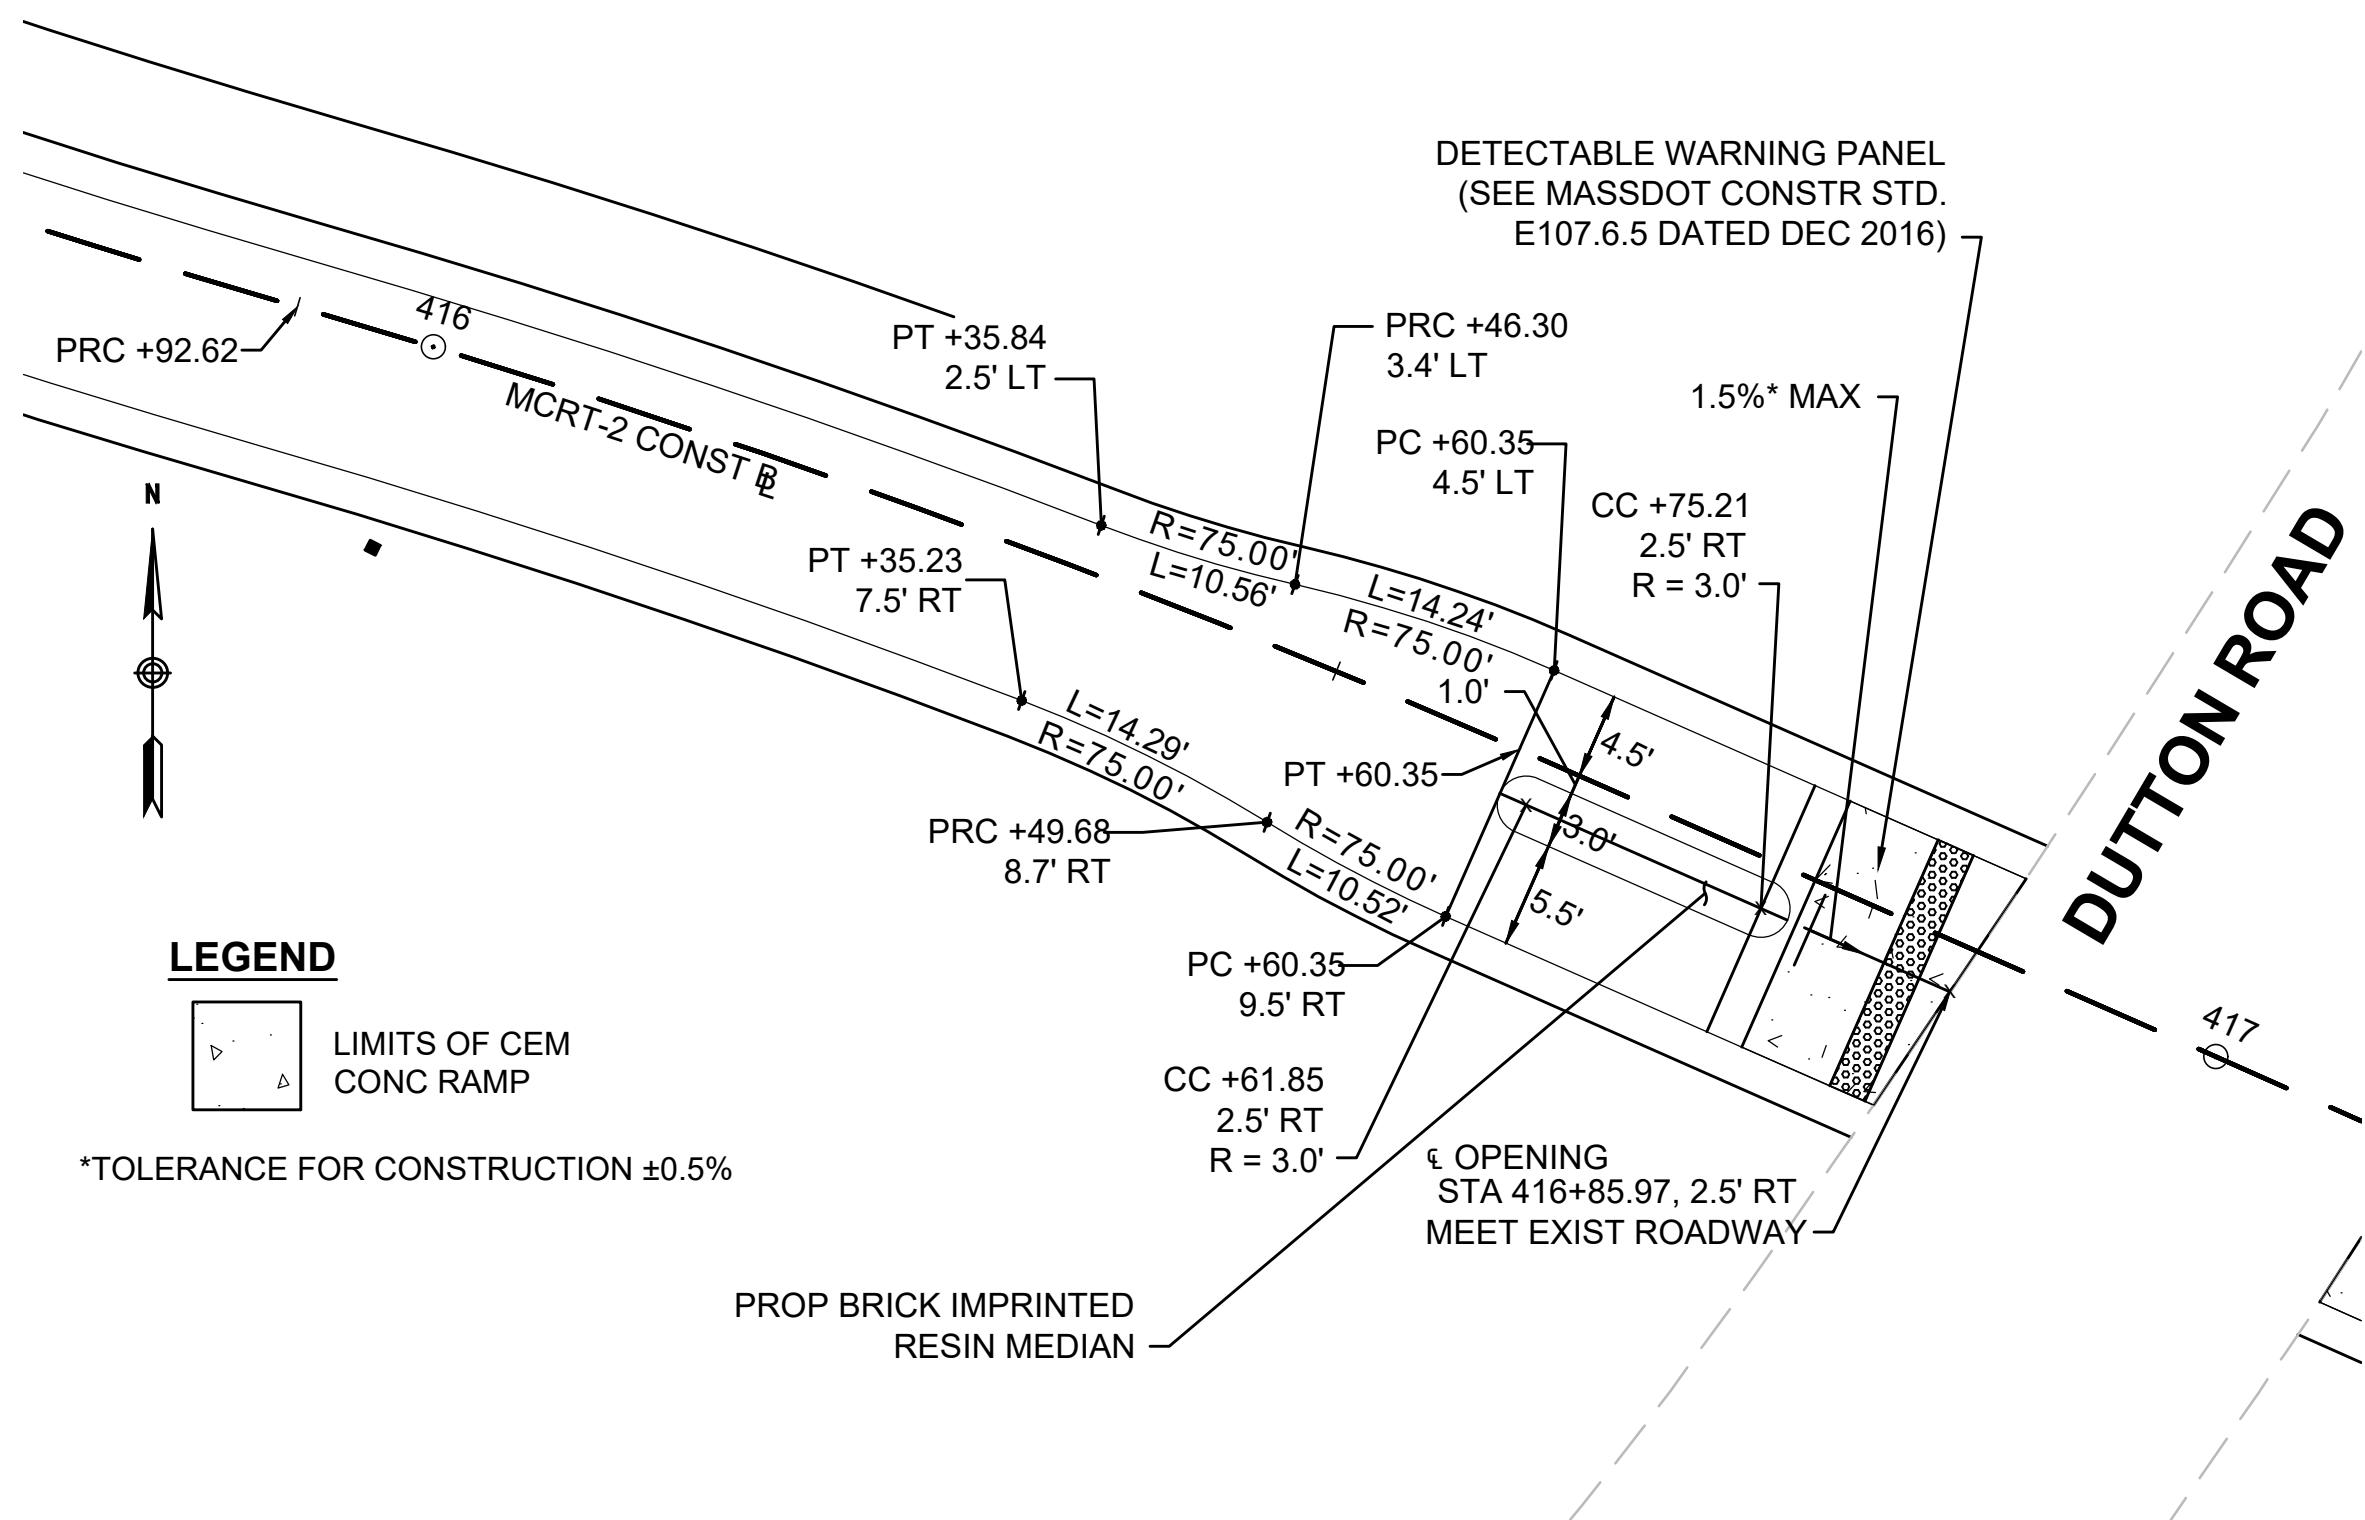 DETECTABLE WARNING PANEL
(SEE MASSDOT CONSTR STD.
E107.6.5 DATED DEC 2016)
416
PRC +92.62
MCRT-2 CONST BL
PT +35.84
2.5' LT
PRC +46.30
3.4' LT
1.5%* MAX
PC +60.35
4.5' LT
CC +75.21
2.5' RT
R = 3.0'
N
PT +35.23
7.5' RT
R=75.00'
L=10.56'
L=14.24'
R=75.00'
1.0'
4.5'
3.0'
5.5'
L=14.29'
R=75.00'
PT +60.35
PRC +49.68
8.7' RT
R=75.00'
L=10.52'
DUTTON ROAD
PC +60.35
9.5' RT
417
LEGEND
LIMITS OF CEM
CONC RAMP
*TOLERANCE FOR CONSTRUCTION ±0.5%
CC +61.85
2.5' RT
R = 3.0'
℄ OPENING
STA 416+85.97, 2.5' RT
MEET EXIST ROADWAY
PROP BRICK IMPRINTED
RESIN MEDIAN